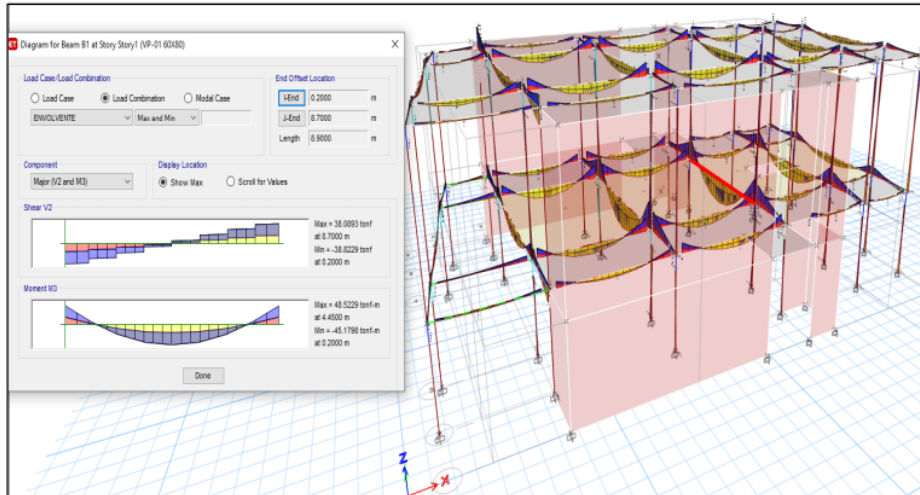 Diagram for Beam B1 at Story Story1 (VP-01 60X80)
Load Case/Load Combination
Load Case
Load Combination
Modal Case
ENVOLVENTE
Max and Min
End Offset Location
I-End 0.2000 m
J-End 8.7000 m
Length 8.9000 m
Component
Major (V2 and M3)
Display Location
Show Max
Scroll for Values
Shear V2
Max = 38.0893 tonf
at 8.7000 m
Min = -38.8229 tonf
at 0.2000 m
Moment M3
Max = 48.5229 tonf-m
at 4.4500 m
Min = -45.1798 tonf-m
at 0.2000 m
Done
Z
X